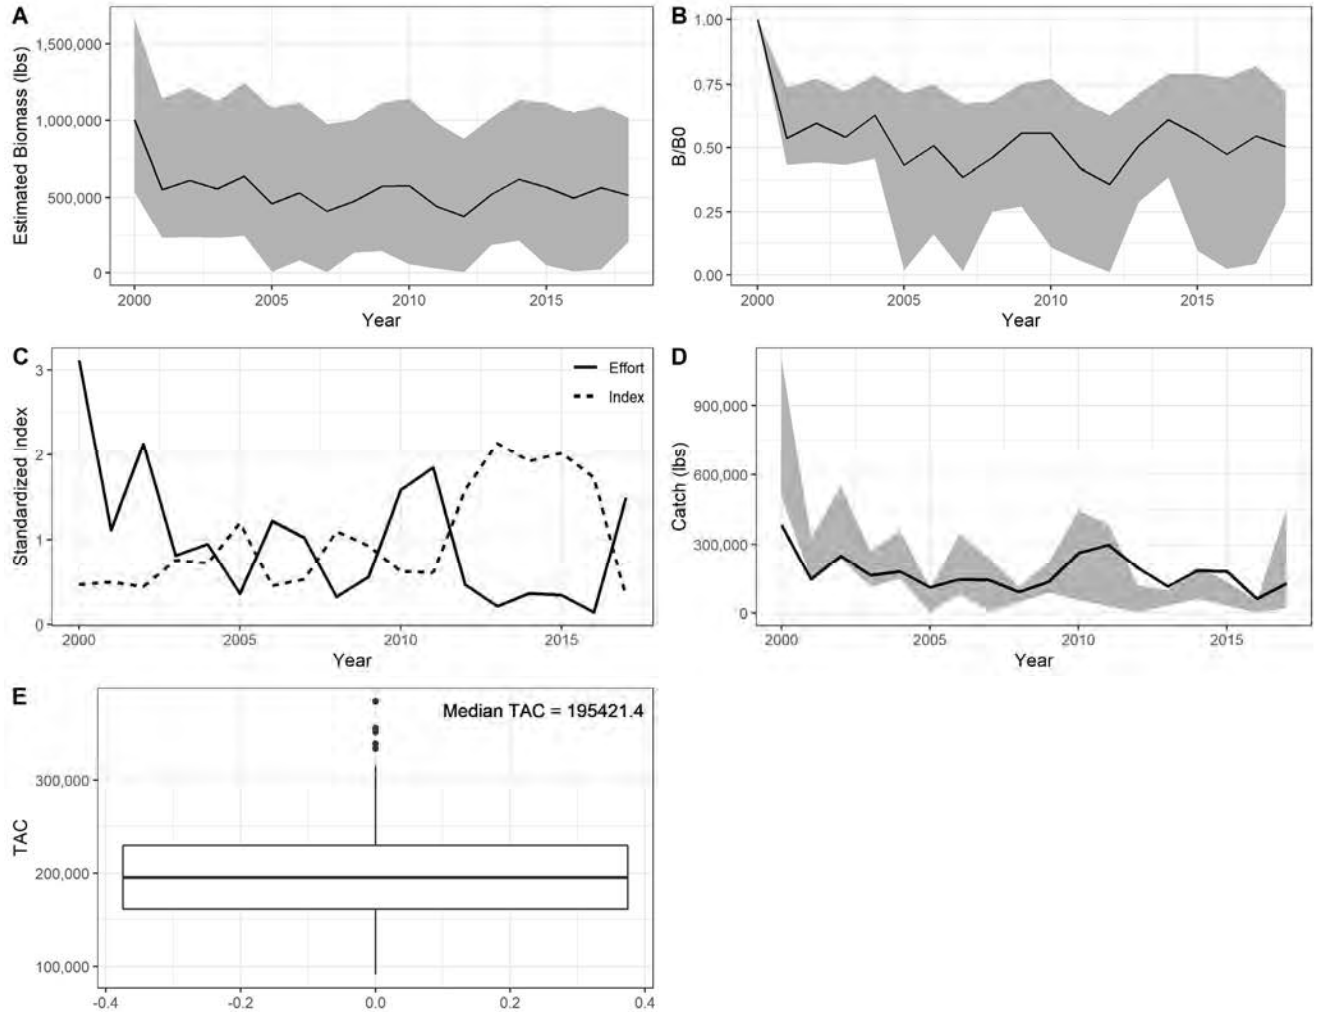 A
Estimated Biomass (lbs)
1,500,000
1,000,000
500,000
0
2000 2005 2010 2015
Year
B
B/B0
1.00
0.75
0.50
0.25
0.00
2000 2005 2010 2015
Year
C
Standardized Index
3
2
1
0
Effort
Index
2000 2005 2010 2015
Year
D
Catch (lbs)
900,000
600,000
300,000
0
2000 2005 2010 2015
Year
E
Median TAC = 195421.4
TAC
300,000
200,000
100,000
-0.4 -0.2 0.0 0.2 0.4